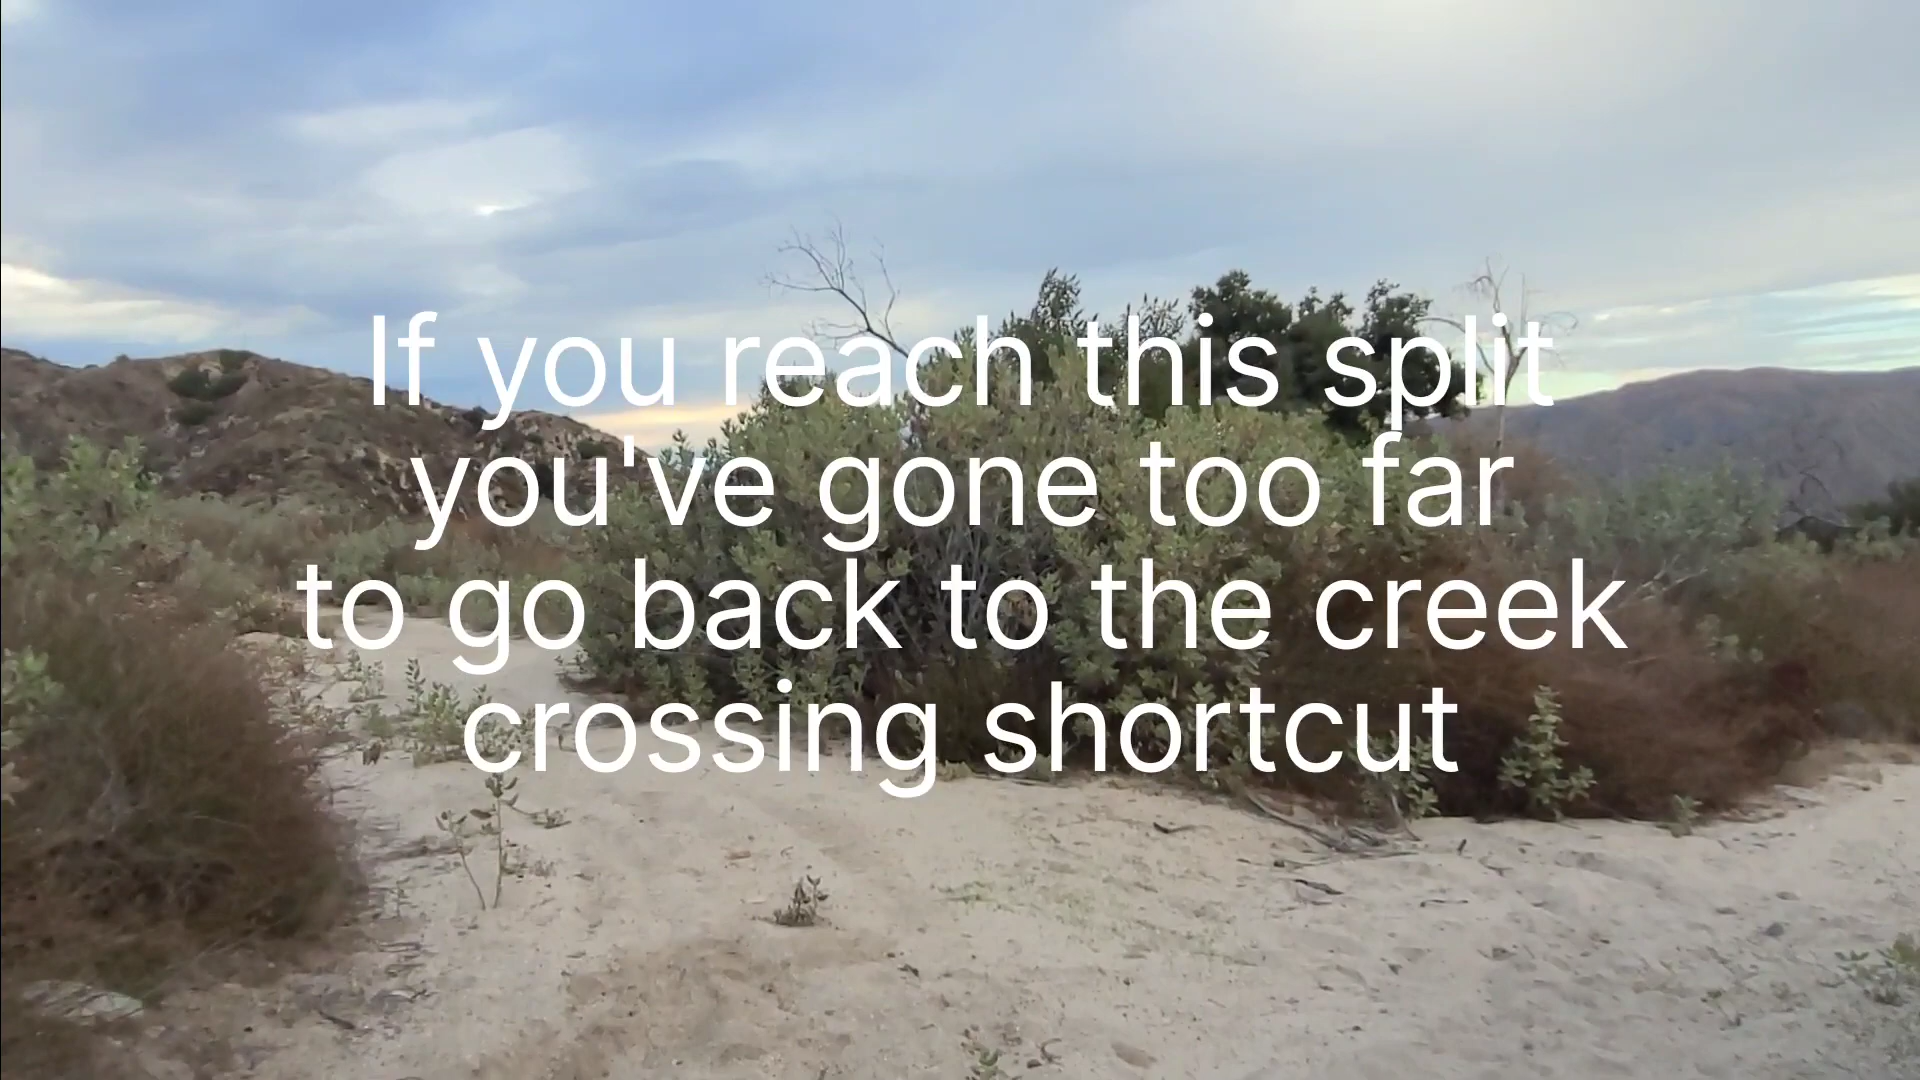 If you reach this split
you've gone too far
to go back to the creek
crossing shortcut